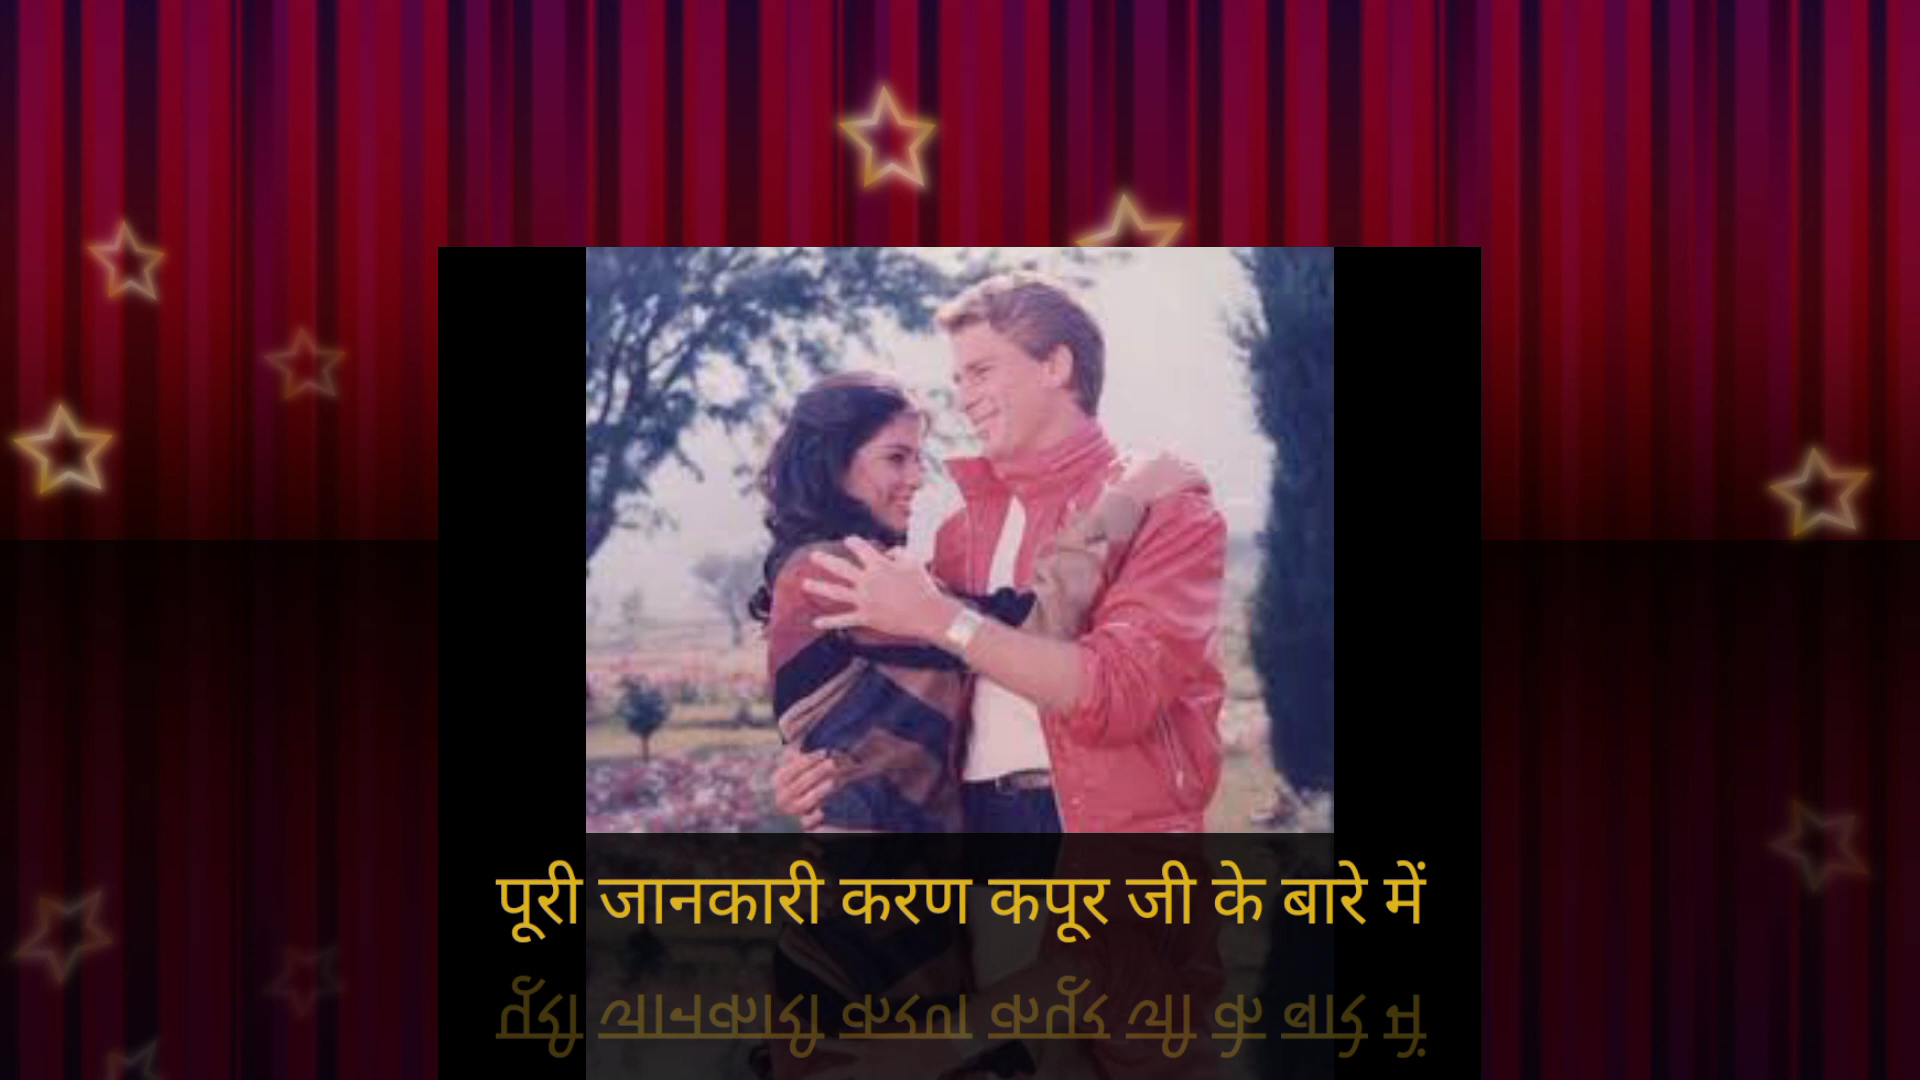 पूरी जानकारी करण कपूर जी के बारे में